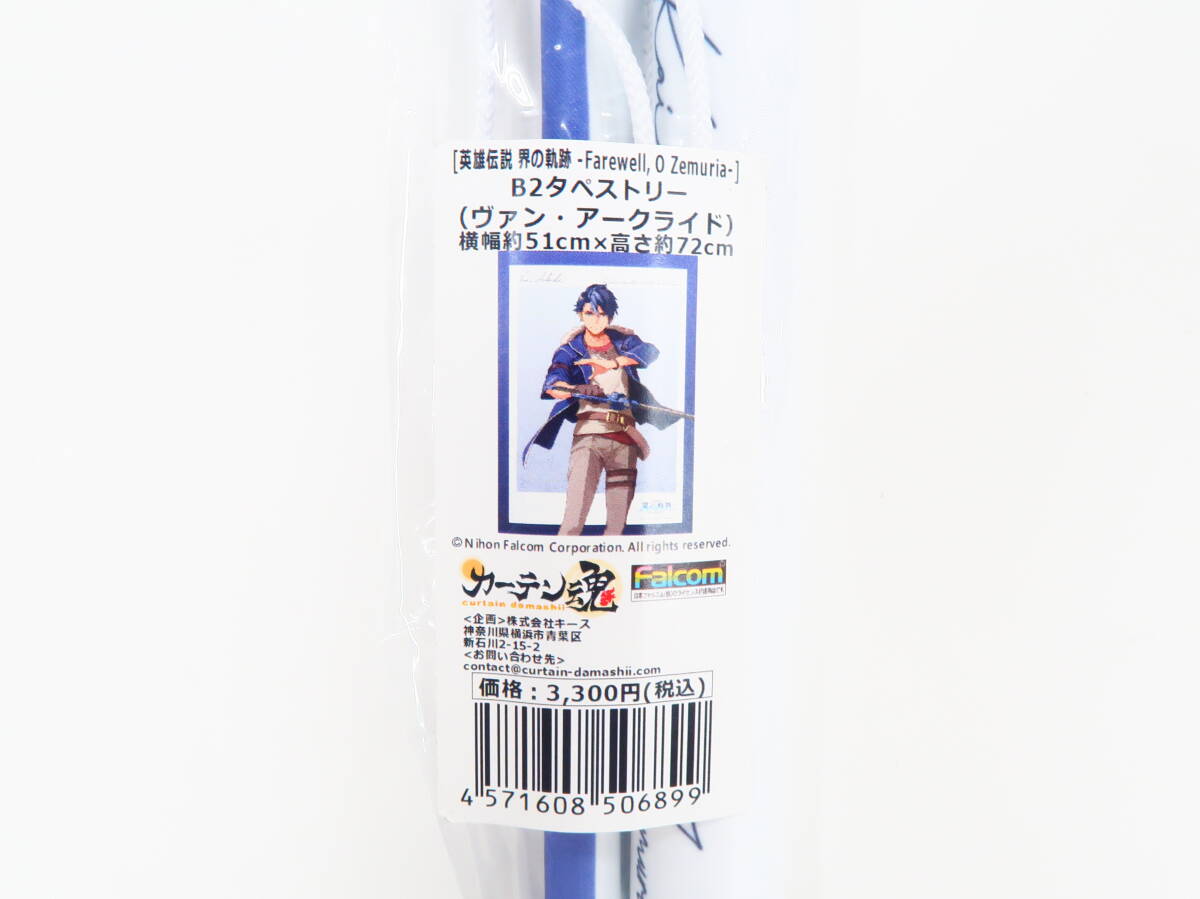 [英雄伝説 界の軌跡 -Farewell, O Zemuria-]
B2タペストリー
(ヴァン・アークライド)
横幅約51cm×高さ約72cm
界の軌跡
©Nihon Falcom Corporation. All rights reserved.
カーテン魂
curtain damashii
Falcom
<企画>株式会社キース
神奈川県横浜市青葉区
新石川2-15-2
<お問い合わせ先>
contact@curtain-damashii.com
価格：3,300円(税込)
4 571608 506899
Kai